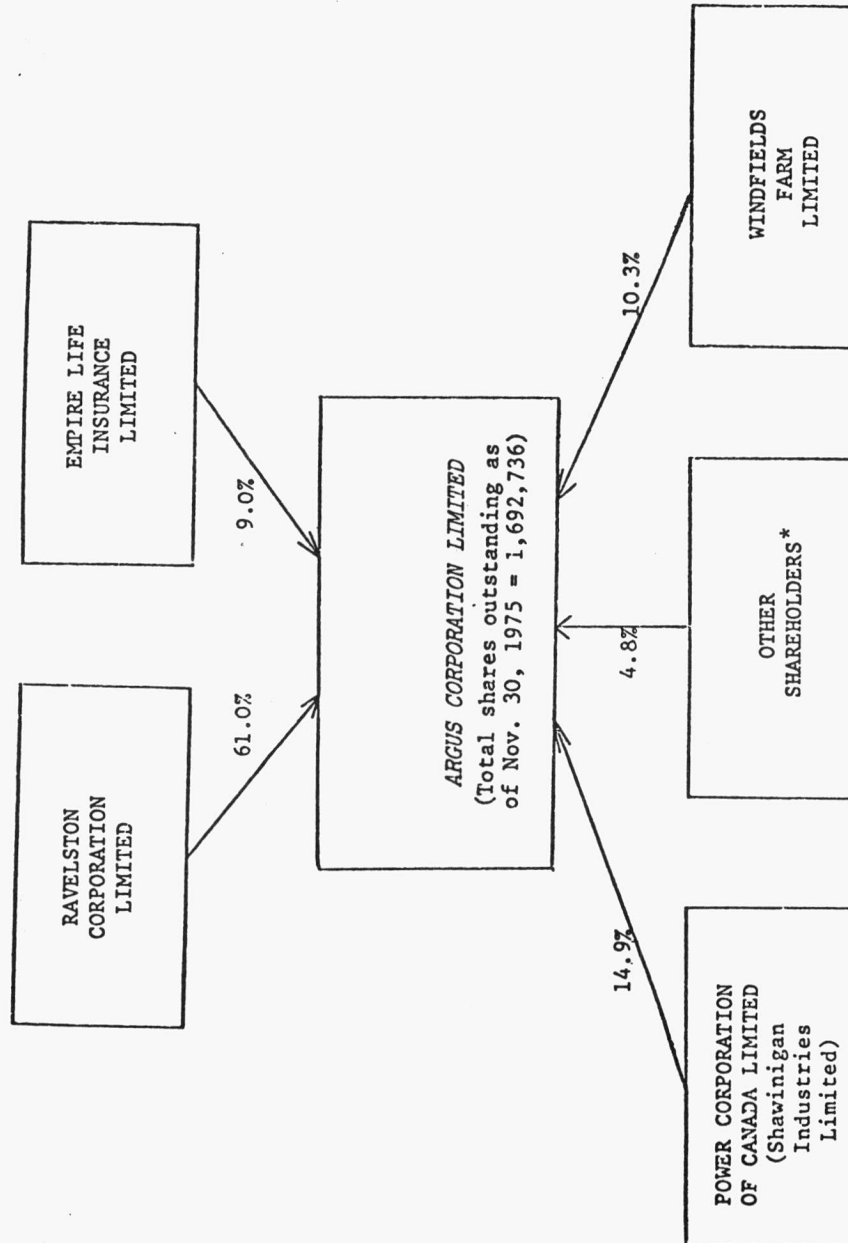 RAVELSTON
CORPORATION
LIMITED
EMPIRE LIFE
INSURANCE
LIMITED
61.0%
9.0%
ARGUS CORPORATION LIMITED
(Total shares outstanding as
of Nov. 30, 1975 = 1,692,736)
14.9%
4.8%
10.3%
POWER CORPORATION
OF CANADA LIMITED
(Shawinigan
Industries
Limited)
OTHER
SHAREHOLDERS*
WINDFIELDS
FARM
LIMITED